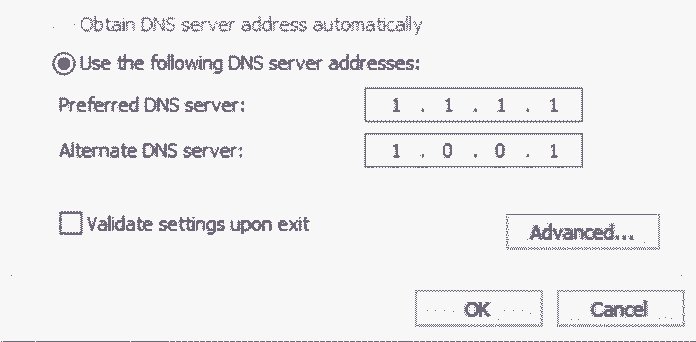 Obtain DNS server address automatically
Use the following DNS server addresses:
Preferred DNS server: 1 . 1 . 1 . 1
Alternate DNS server: 1 . 0 . 0 . 1
Validate settings upon exit
Advanced...
OK Cancel